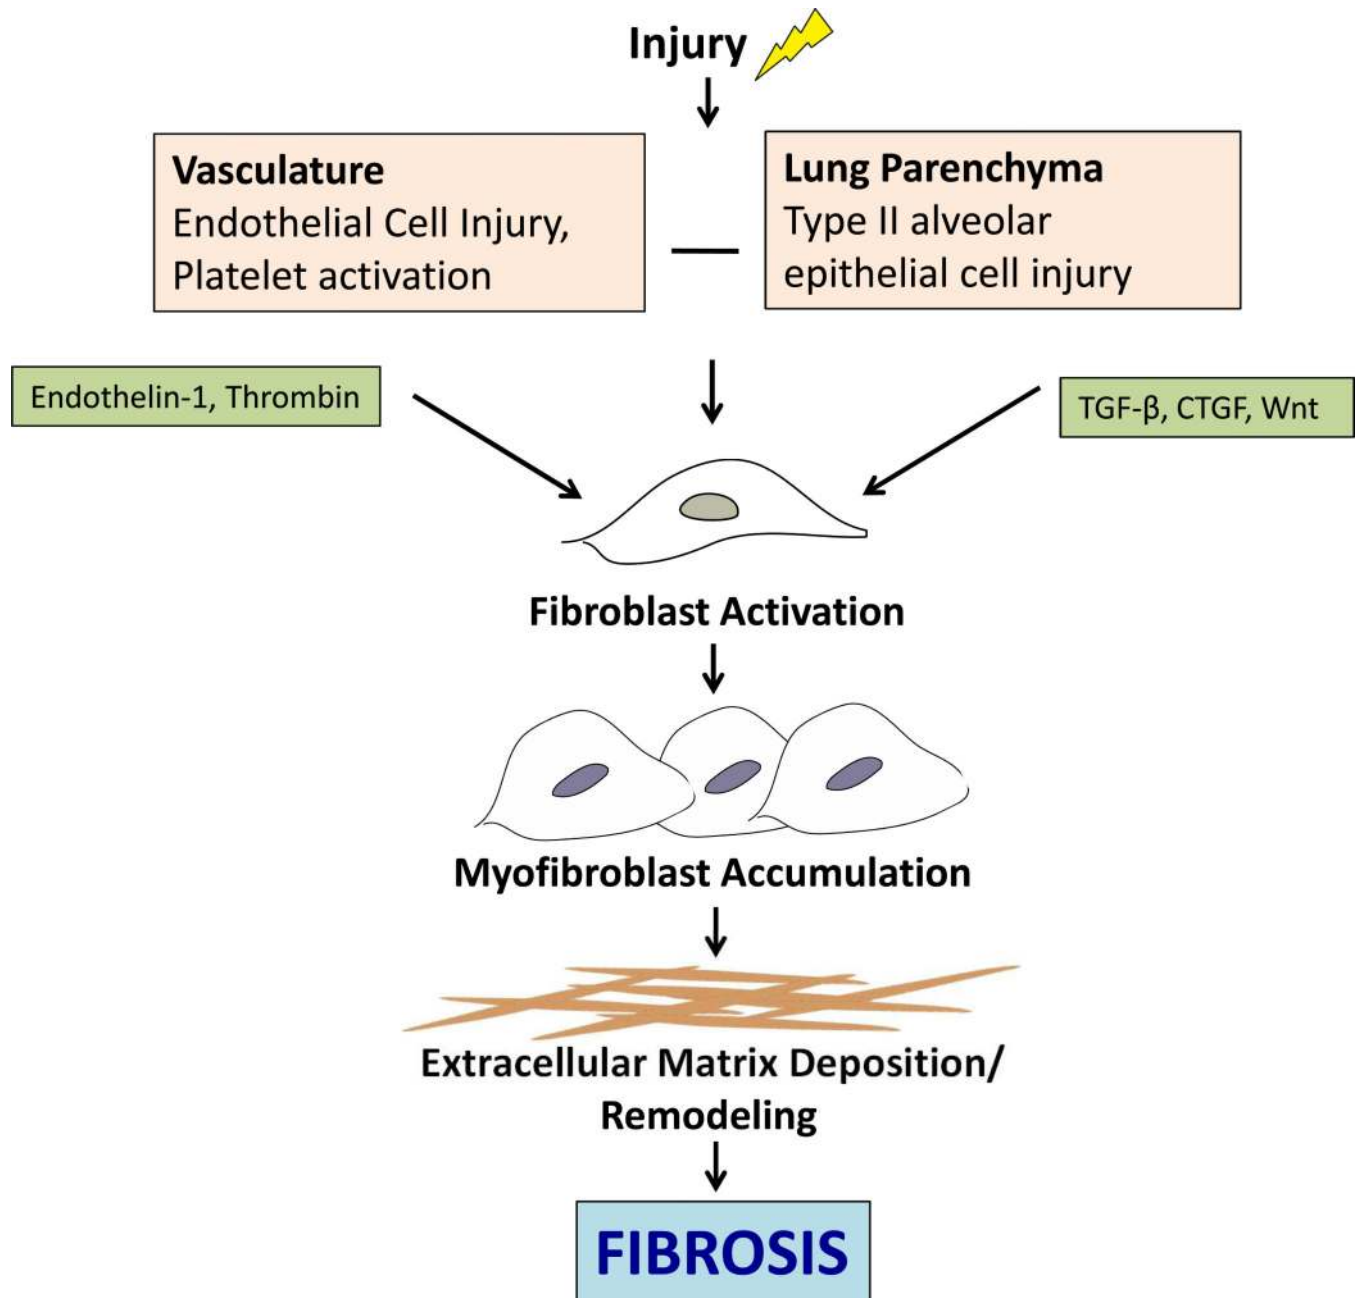 Injury
Vasculature
Endothelial Cell Injury,
Platelet activation
Lung Parenchyma
Type II alveolar
epithelial cell injury
Endothelin-1, Thrombin
TGF-β, CTGF, Wnt
Fibroblast Activation
Myofibroblast Accumulation
Extracellular Matrix Deposition/
Remodeling
FIBROSIS